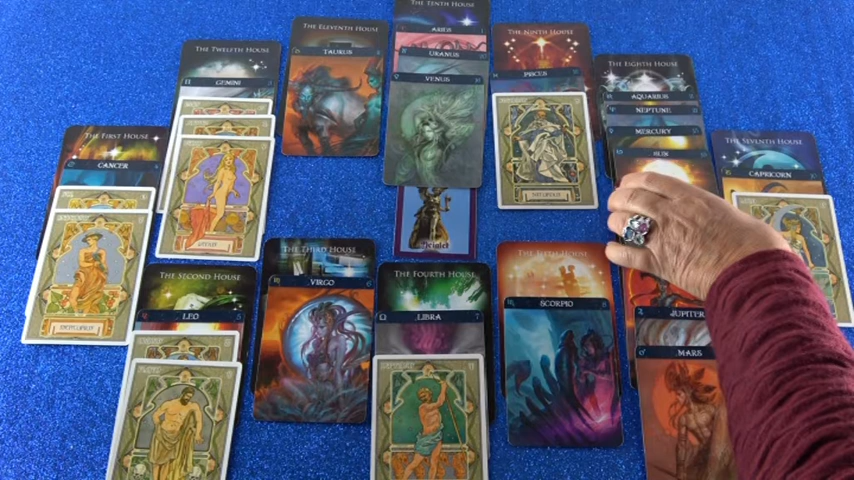 THE TENTH HOUSE
ARIES
URANUS
VENUS
THE ELEVENTH HOUSE
TAURUS
THE NINTH HOUSE
PISCES
THE TWELFTH HOUSE
GEMINI
THE EIGHTH HOUSE
AQUARIUS
NEPTUNE
MERCURY
SUN
THE FIRST HOUSE
CANCER
THE SEVENTH HOUSE
CAPRICORN
THE SECOND HOUSE
LEO
THE THIRD HOUSE
VIRGO
THE FOURTH HOUSE
LIBRA
THE FIFTH HOUSE
SCORPIO
JUPITER
MARS